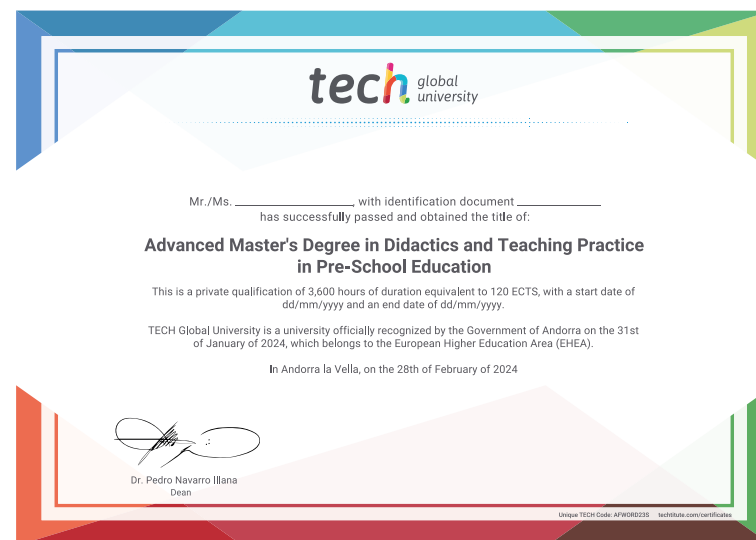 tech global
university
Mr./Ms. , with identification document
has successfully passed and obtained the title of:
Advanced Master's Degree in Didactics and Teaching Practice
in Pre-School Education
This is a private qualification of 3,600 hours of duration equivalent to 120 ECTS, with a start date of
dd/mm/yyyy and an end date of dd/mm/yyyy.
TECH Global University is a university officially recognized by the Government of Andorra on the 31st
of January of 2024, which belongs to the European Higher Education Area (EHEA).
In Andorra la Vella, on the 28th of February of 2024
Dr. Pedro Navarro Illana
Dean
Unique TECH Code: AFWORD23S techtitute.com/certificates